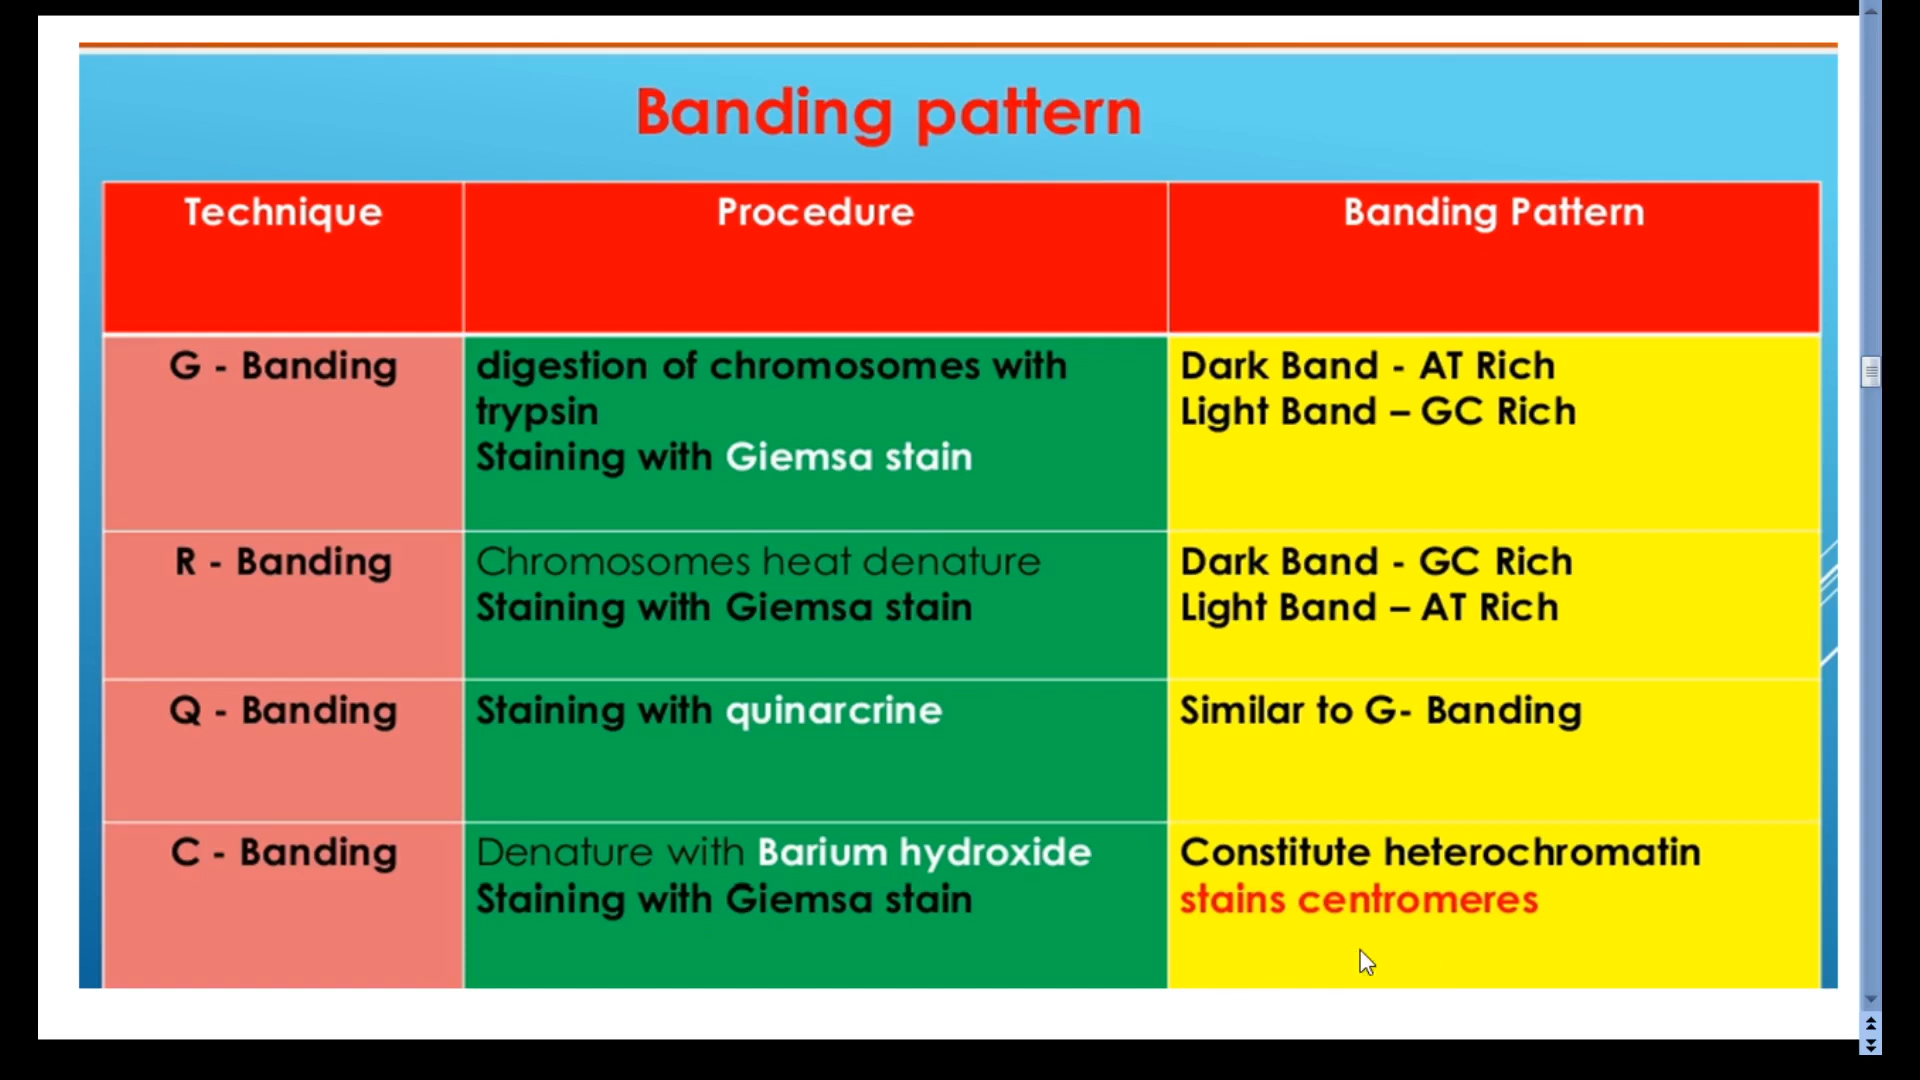 Banding pattern
Technique
Procedure
Banding Pattern
G - Banding
digestion of chromosomes with
trypsin
Staining with Giemsa stain
Dark Band - AT Rich
Light Band – GC Rich
R - Banding
Chromosomes heat denature
Staining with Giemsa stain
Dark Band - GC Rich
Light Band – AT Rich
Q - Banding
Staining with quinarcrine
Similar to G- Banding
C - Banding
Denature with Barium hydroxide
Staining with Giemsa stain
Constitute heterochromatin
stains centromeres